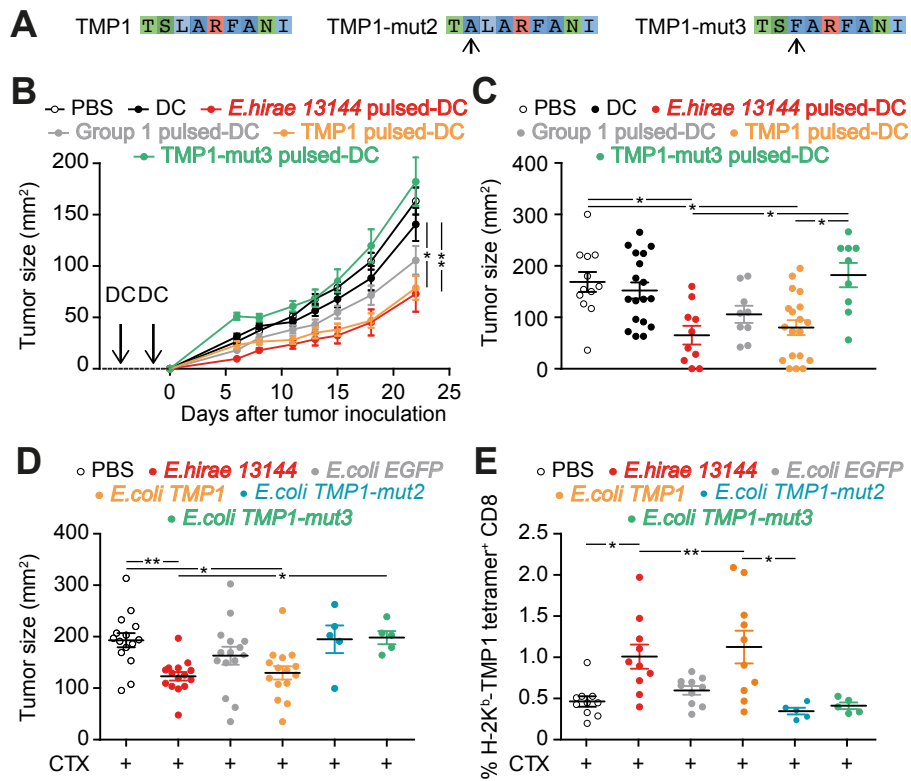 A TMP1 TSLARFANI TMP1-mut2 TALARFANI TMP1-mut3 TSFARFANI
B
PBS DC E.hirae 13144 pulsed-DC
Group 1 pulsed-DC TMP1 pulsed-DC
TMP1-mut3 pulsed-DC
Tumor size (mm²)
200
150
100
50
0
DC DC
* **
0 5 10 15 20 25
Days after tumor inoculation
C
PBS DC E.hirae 13144 pulsed-DC
Group 1 pulsed-DC TMP1 pulsed-DC
TMP1-mut3 pulsed-DC
Tumor size (mm²)
400
300
200
100
0
* * * *
D
PBS E.hirae 13144 E.coli EGFP
E.coli TMP1 E.coli TMP1-mut2
E.coli TMP1-mut3
Tumor size (mm²)
400
300
200
100
0
** * *
CTX + + + + + +
E
PBS E.hirae 13144 E.coli EGFP
E.coli TMP1 E.coli TMP1-mut2
E.coli TMP1-mut3
% H-2Kᵇ-TMP1 tetramer⁺ CD8
2.5
2.0
1.5
1.0
0.5
0
* ** *
CTX + + + + + +